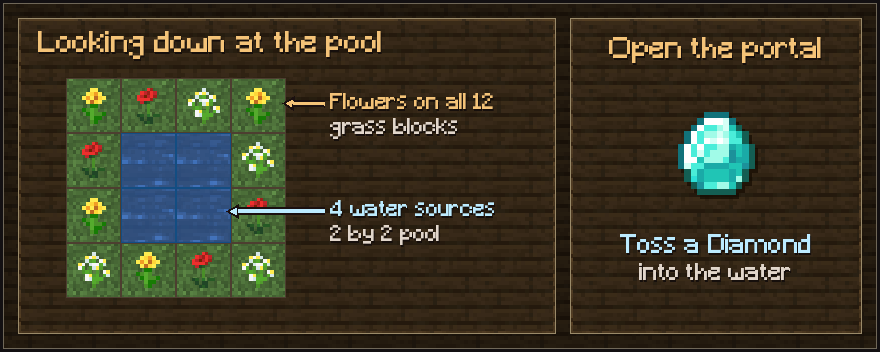 Looking down at the pool
Flowers on all 12
grass blocks
4 water sources
2 by 2 pool
Open the portal
Toss a Diamond
into the water